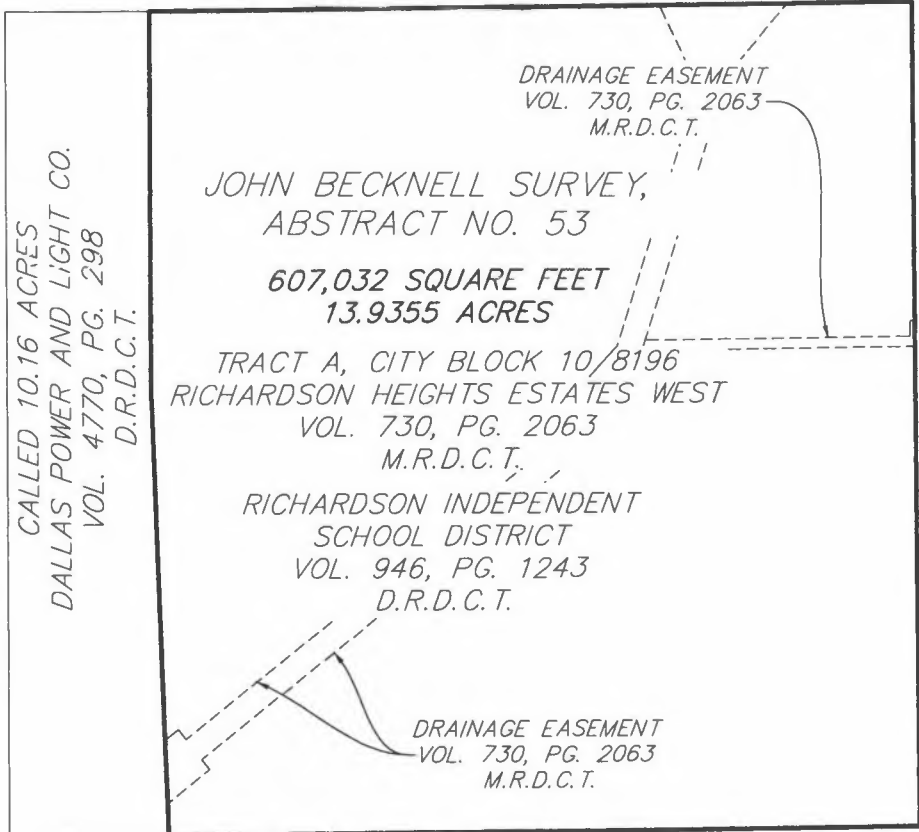 CALLED 10.16 ACRES
DALLAS POWER AND LIGHT CO.
VOL. 4770, PG. 298
D.R.D.C.T.
DRAINAGE EASEMENT
VOL. 730, PG. 2063
M.R.D.C.T.
JOHN BECKNELL SURVEY,
ABSTRACT NO. 53
607,032 SQUARE FEET
13.9355 ACRES
TRACT A, CITY BLOCK 10/8196
RICHARDSON HEIGHTS ESTATES WEST
VOL. 730, PG. 2063
M.R.D.C.T.
RICHARDSON INDEPENDENT
SCHOOL DISTRICT
VOL. 946, PG. 1243
D.R.D.C.T.
DRAINAGE EASEMENT
VOL. 730, PG. 2063
M.R.D.C.T.